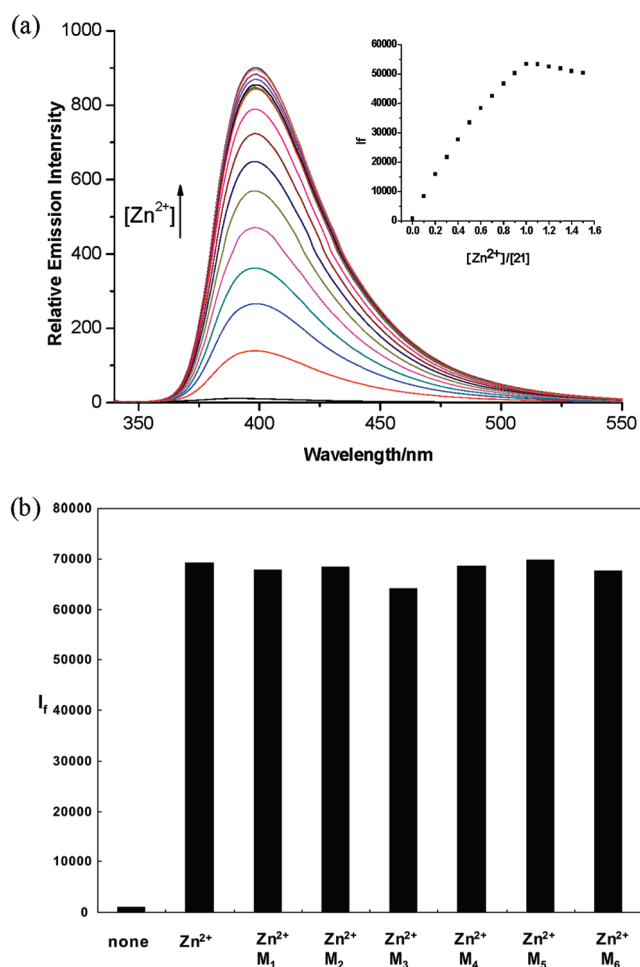 (a)
1000
800
600
400
200
0
Relative Emission Intenrsity
[Zn²⁺]
350
400
450
500
550
Wavelength/nm
60000
50000
40000
30000
20000
10000
0
If
0.0 0.2 0.4 0.6 0.8 1.0 1.2 1.4 1.6
[Zn²⁺]/[21]
(b)
80000
70000
60000
50000
40000
30000
20000
10000
0
I_f
none
Zn²⁺
Zn²⁺ M₁
Zn²⁺ M₂
Zn²⁺ M₃
Zn²⁺ M₄
Zn²⁺ M₅
Zn²⁺ M₆